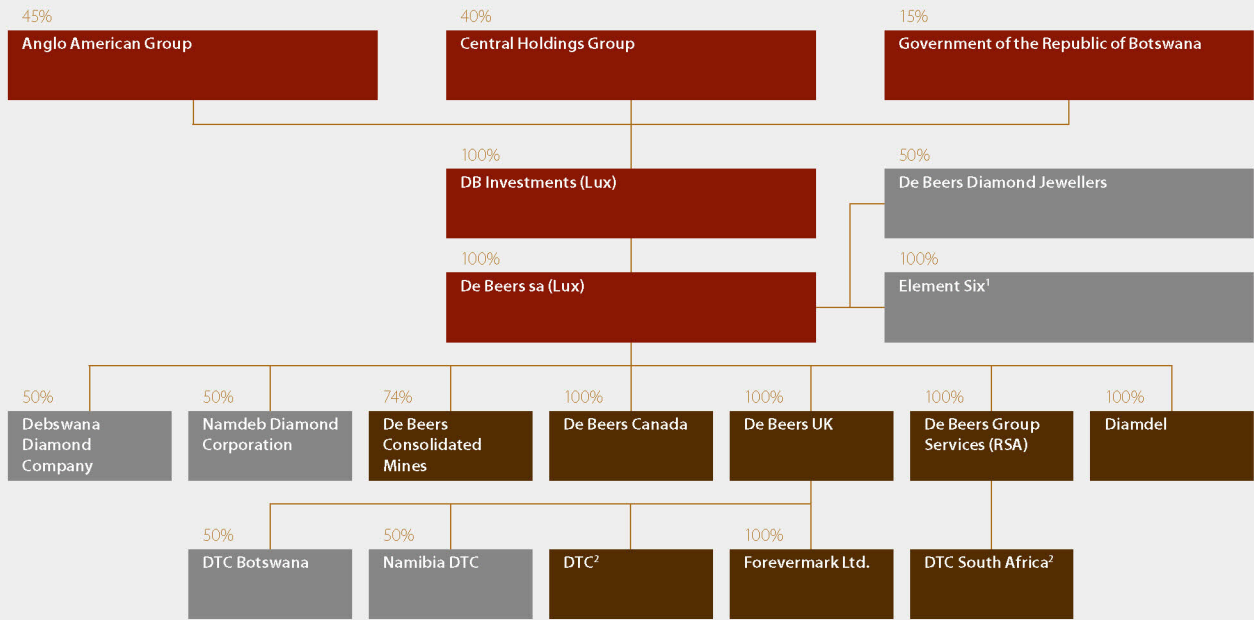 45%
Anglo American Group
40%
Central Holdings Group
15%
Government of the Republic of Botswana
100%
DB Investments (Lux)
50%
De Beers Diamond Jewellers
100%
De Beers sa (Lux)
100%
Element Six¹
50%
Debswana
Diamond
Company
50%
Namdeb Diamond
Corporation
74%
De Beers
Consolidated
Mines
100%
De Beers Canada
100%
De Beers UK
100%
De Beers Group
Services (RSA)
100%
Diamdel
50%
DTC Botswana
50%
Namibia DTC
DTC²
100%
Forevermark Ltd.
DTC South Africa²